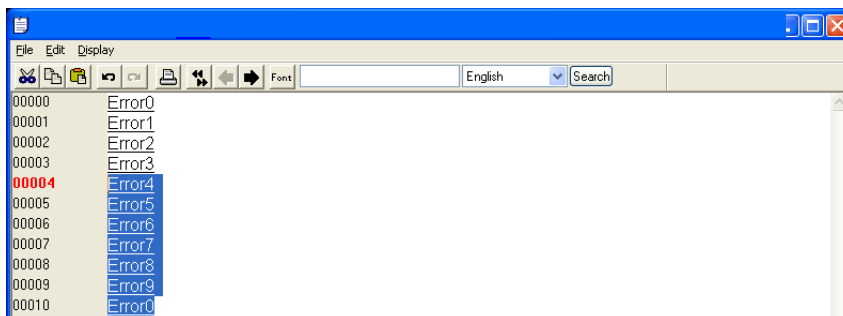 File Edit Display
Font English Search
00000 Error0
00001 Error1
00002 Error2
00003 Error3
00004 Error4
00005 Error5
00006 Error6
00007 Error7
00008 Error8
00009 Error9
00010 Error0